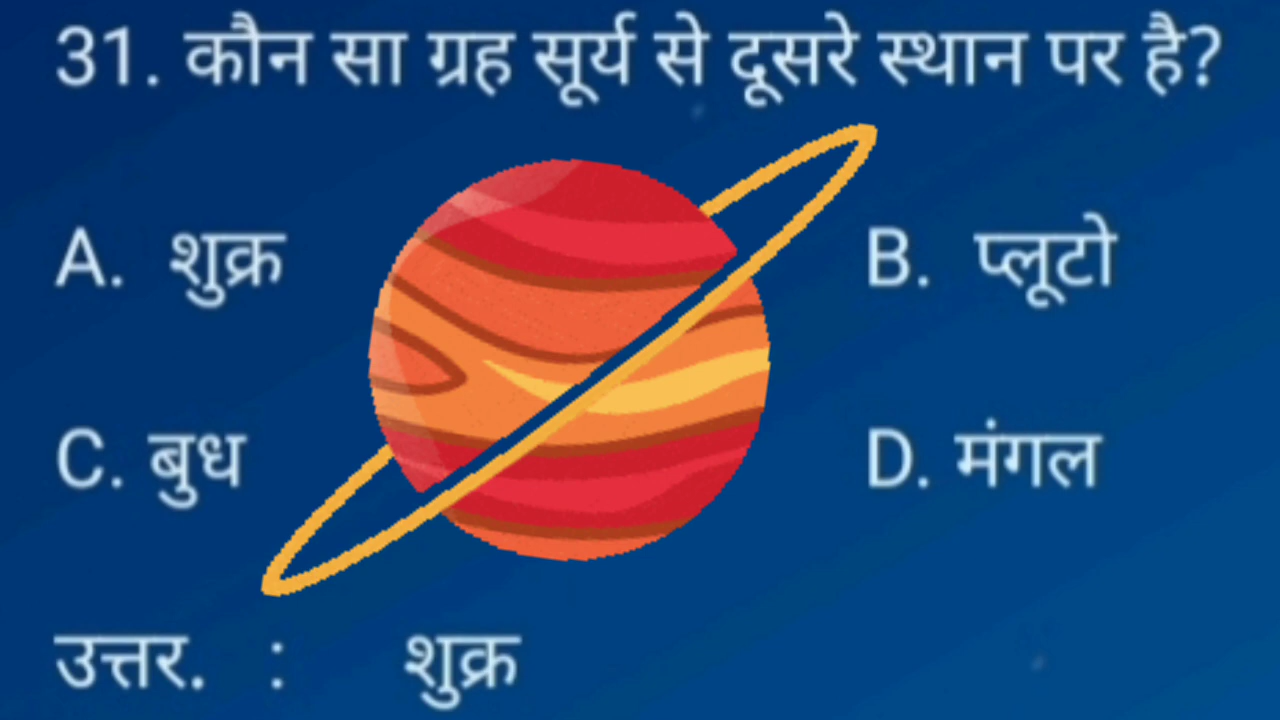 31. कौन सा ग्रह सूर्य से दूसरे स्थान पर है?
A. शुक्र
B. प्लूटो
C. बुध
D. मंगल
उत्तर. : शुक्र